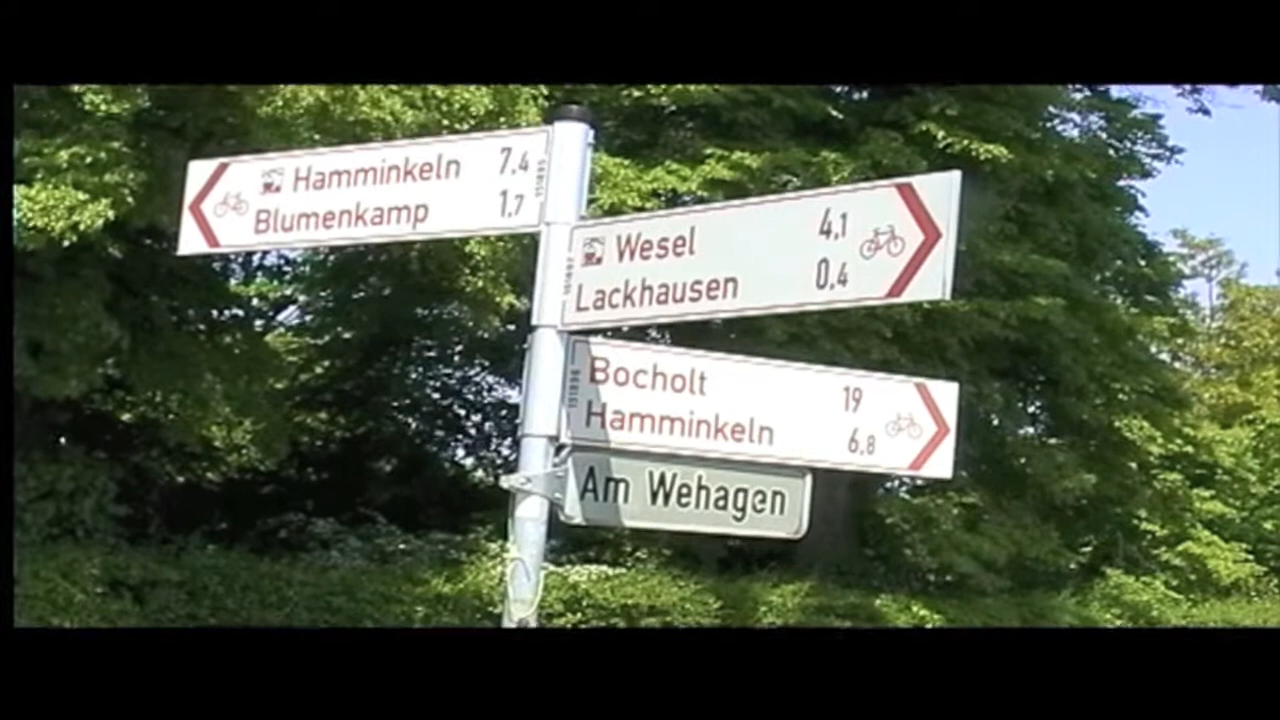 Hamminkeln 7,4
Blumenkamp 1,7
Wesel 4,1
Lackhausen 0,4
Bocholt 19
Hamminkeln 6,8
Am Wehagen